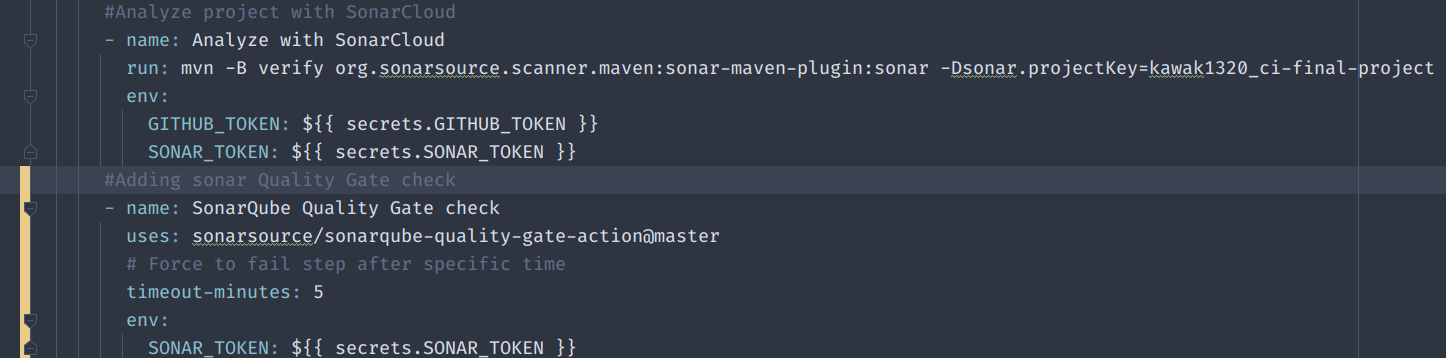 #Analyze project with SonarCloud
- name: Analyze with SonarCloud
run: mvn -B verify org.sonarsource.scanner.maven:sonar-maven-plugin:sonar -Dsonar.projectKey=kawak1320_ci-final-project
env:
GITHUB_TOKEN: ${{ secrets.GITHUB_TOKEN }}
SONAR_TOKEN: ${{ secrets.SONAR_TOKEN }}
#Adding sonar Quality Gate check
- name: SonarQube Quality Gate check
uses: sonarsource/sonarqube-quality-gate-action@master
# Force to fail step after specific time
timeout-minutes: 5
env:
SONAR_TOKEN: ${{ secrets.SONAR_TOKEN }}